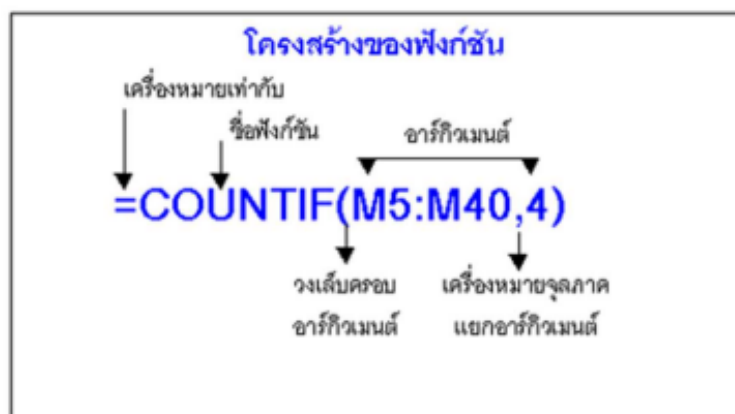 โครงสร้างของฟังก์ชัน
เครื่องหมายเท่ากับ
ชื่อฟังก์ชัน
อาร์กิวเมนต์
=COUNTIF(M5:M40,4)
วงเล็บครอบ
อาร์กิวเมนต์
เครื่องหมายจุลภาค
แยกอาร์กิวเมนต์